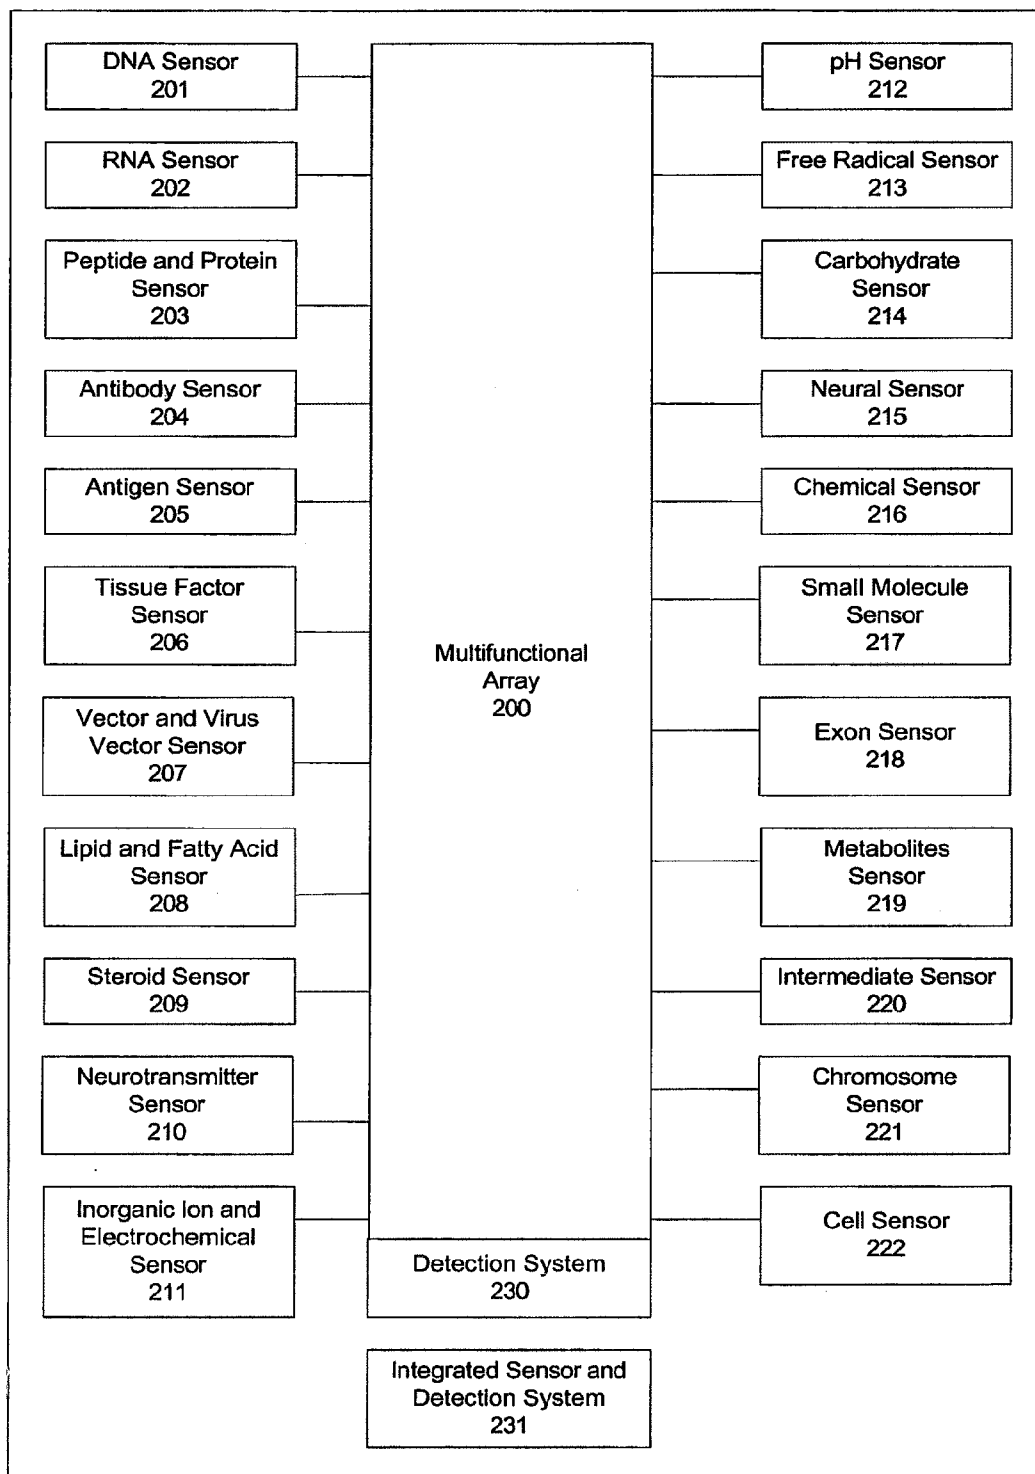 DNA Sensor
201
RNA Sensor
202
Peptide and Protein
Sensor
203
Antibody Sensor
204
Antigen Sensor
205
Tissue Factor
Sensor
206
Vector and Virus
Vector Sensor
207
Lipid and Fatty Acid
Sensor
208
Steroid Sensor
209
Neurotransmitter
Sensor
210
Inorganic Ion and
Electrochemical
Sensor
211
Multifunctional
Array
200
Detection System
230
Integrated Sensor and
Detection System
231
pH Sensor
212
Free Radical Sensor
213
Carbohydrate
Sensor
214
Neural Sensor
215
Chemical Sensor
216
Small Molecule
Sensor
217
Exon Sensor
218
Metabolites
Sensor
219
Intermediate Sensor
220
Chromosome
Sensor
221
Cell Sensor
222